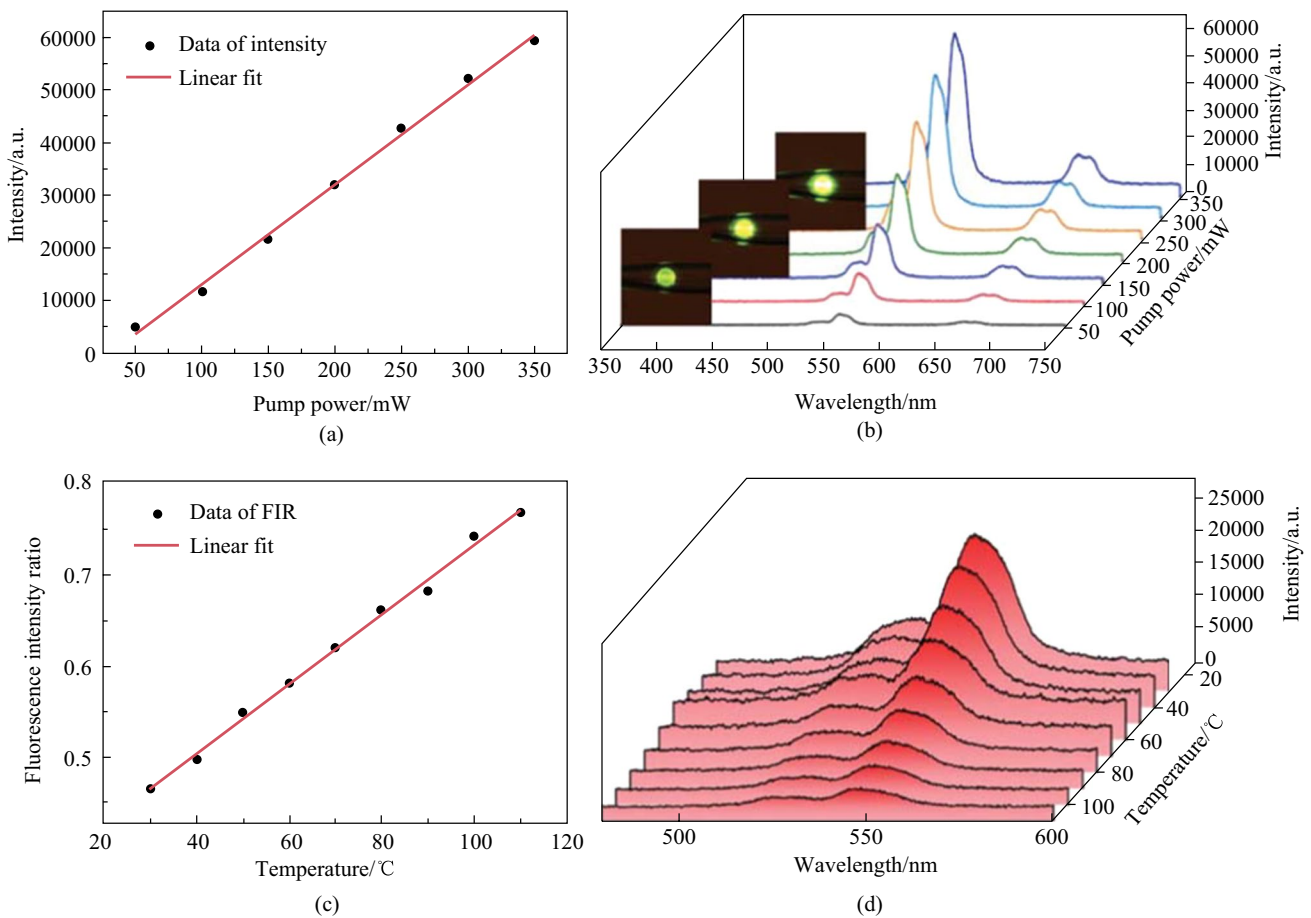 60000
50000
40000
30000
20000
10000
0
Intensity/a.u.
Data of intensity
Linear fit
50 100 150 200 250 300 350
Pump power/mW
(a)
60000
50000
40000
30000
20000
10000
0
Intensity/a.u.
350
300
250
200
150
100
50
Pump power/mW
350 400 450 500 550 600 650 700 750
Wavelength/nm
(b)
0.8
0.7
0.6
0.5
Fluorescence intensity ratio
Data of FIR
Linear fit
20 40 60 80 100 120
Temperature/℃
(c)
25000
20000
15000
10000
5000
0
Intensity/a.u.
20
40
60
80
100
Temperature/℃
500 550 600
Wavelength/nm
(d)